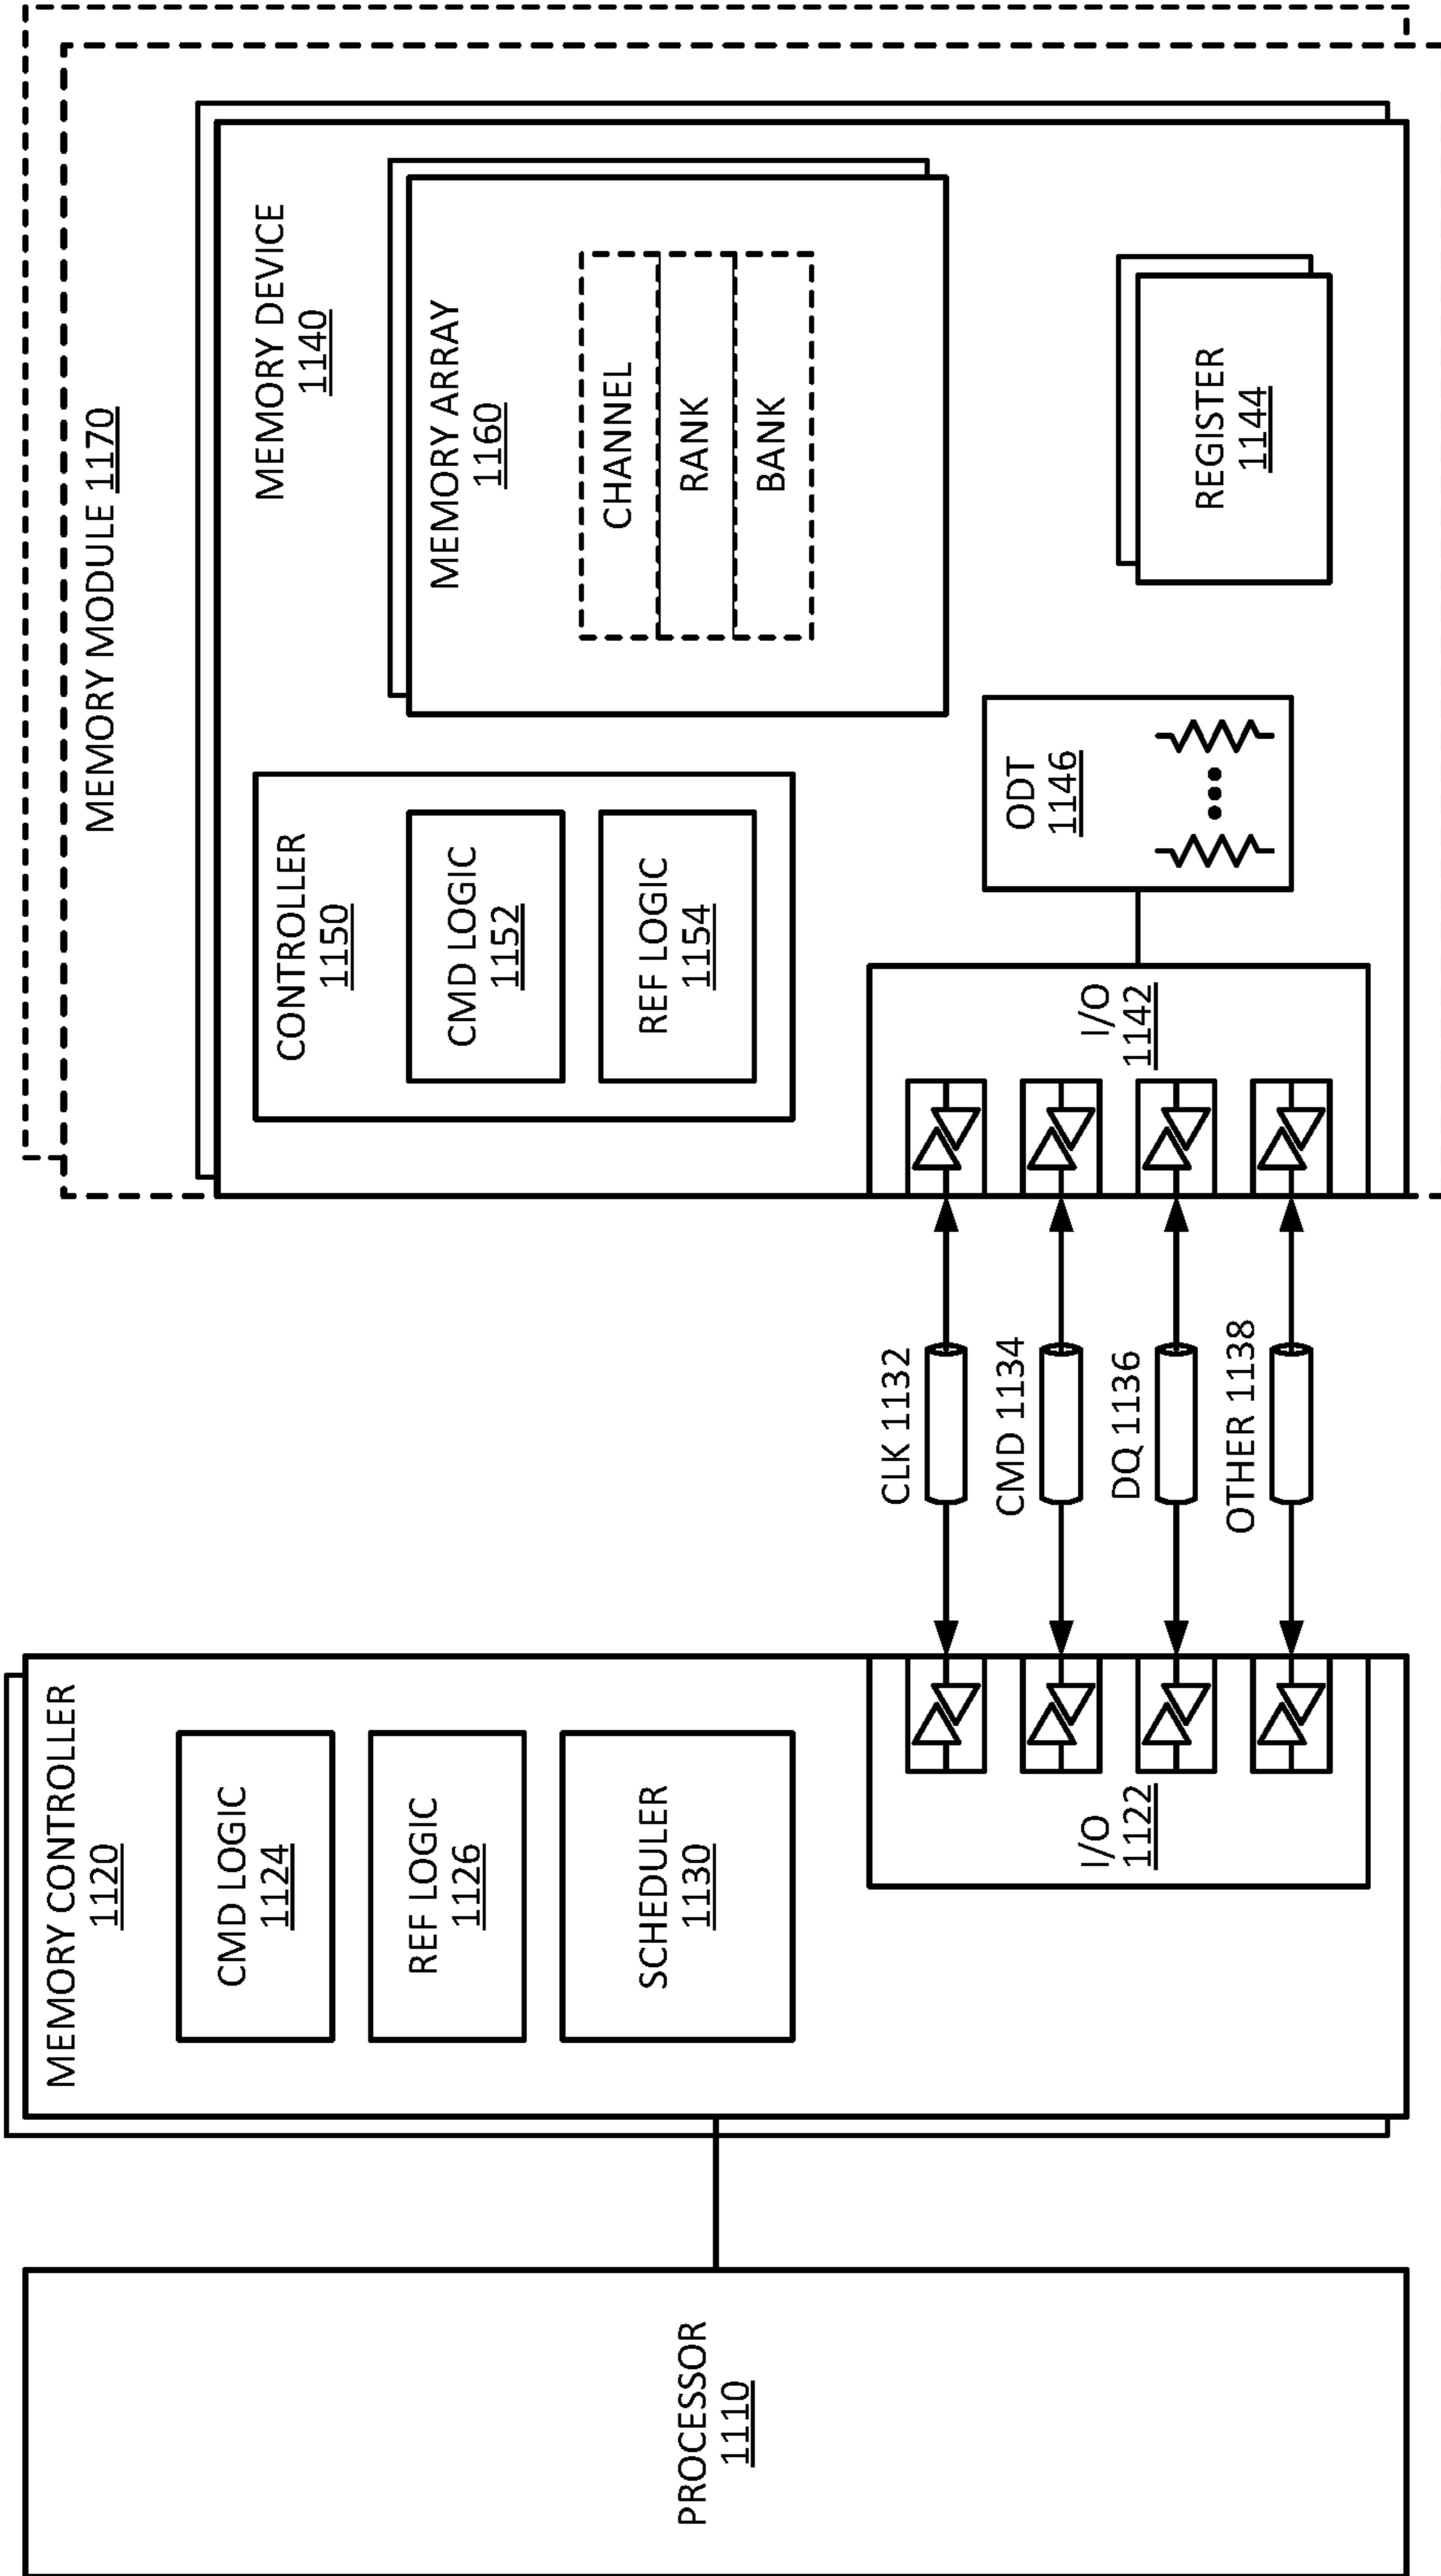 PROCESSOR
1110
MEMORY CONTROLLER
1120
CMD LOGIC
1124
REF LOGIC
1126
SCHEDULER
1130
I/O
1122
CLK 1132
CMD 1134
DQ 1136
OTHER 1138
MEMORY MODULE 1170
MEMORY DEVICE
1140
CONTROLLER
1150
CMD LOGIC
1152
REF LOGIC
1154
MEMORY ARRAY
1160
CHANNEL
RANK
BANK
I/O
1142
ODT
1146
REGISTER
1144